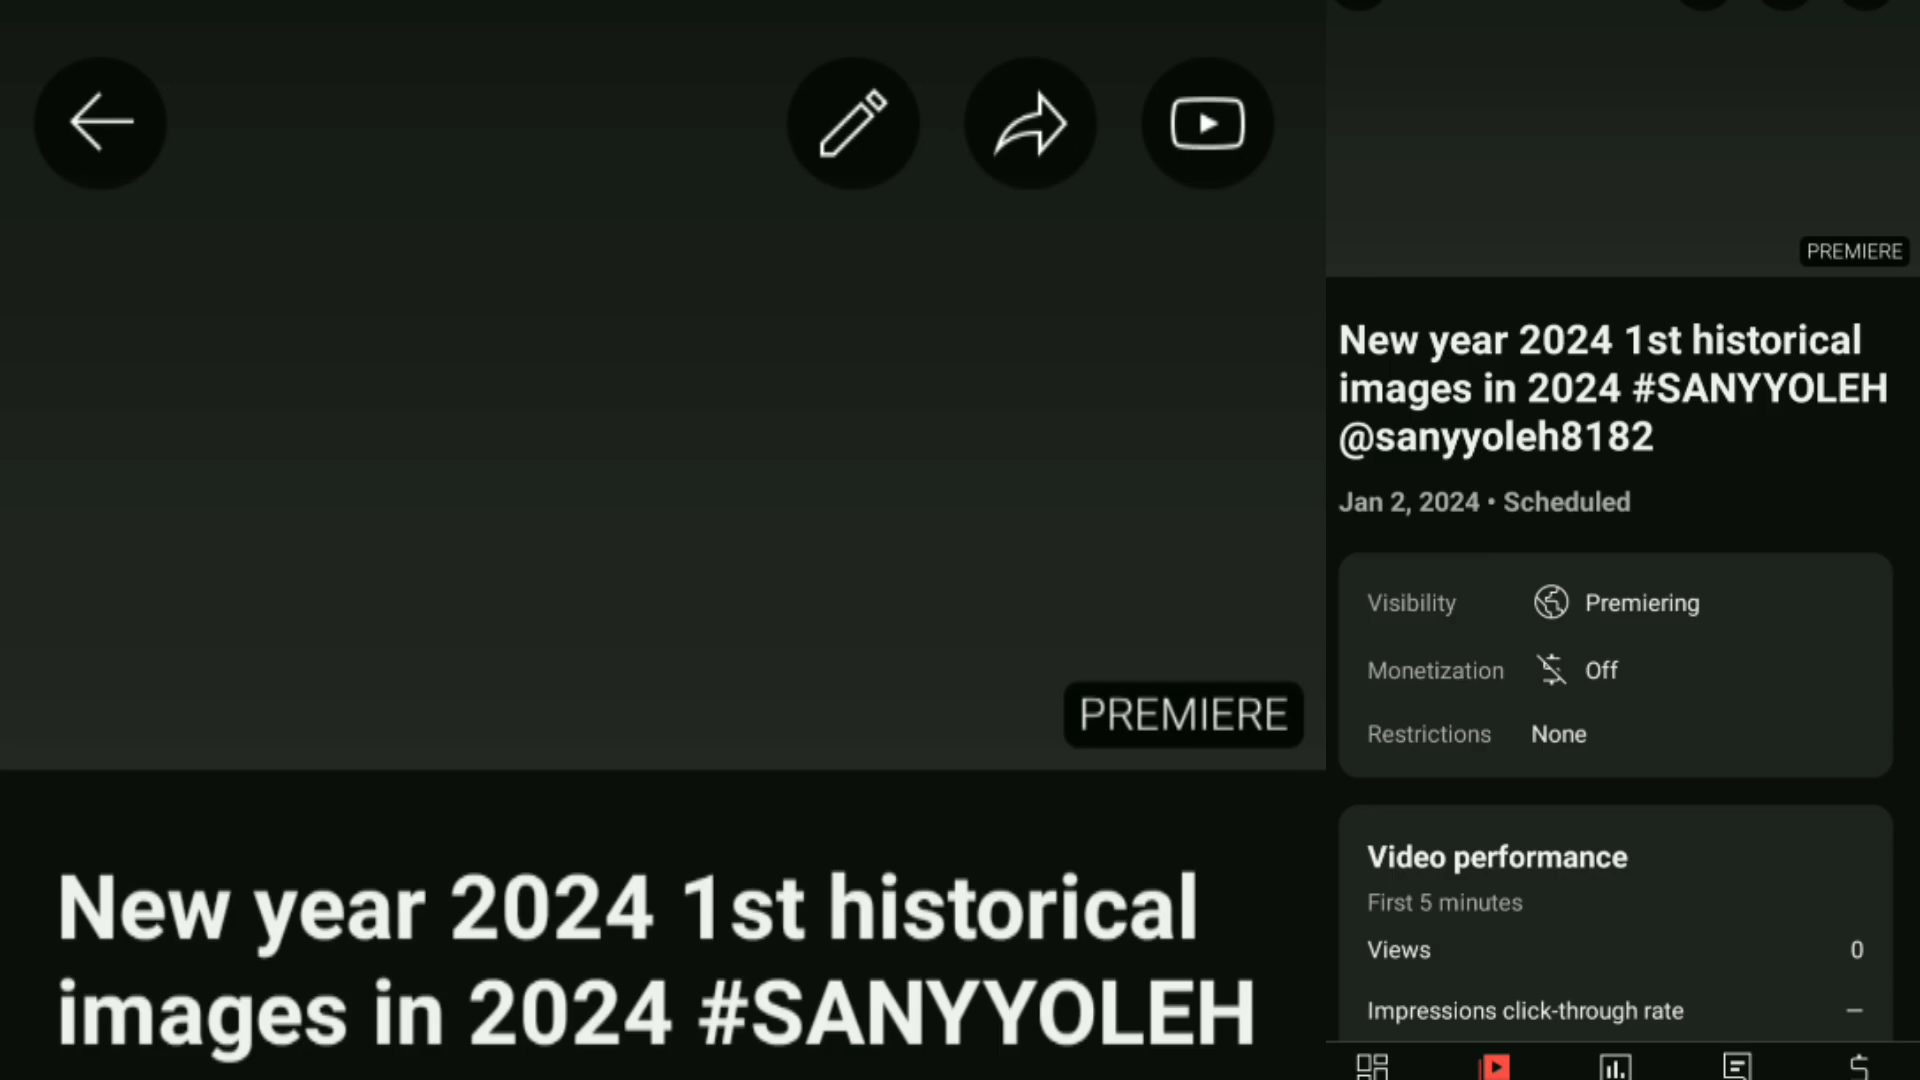 PREMIERE
New year 2024 1st historical
images in 2024 #SANYYOLEH
PREMIERE
New year 2024 1st historical
images in 2024 #SANYYOLEH
@sanyyoleh8182
Jan 2, 2024 • Scheduled
Visibility Premiering
Monetization Off
Restrictions None
Video performance
First 5 minutes
Views 0
Impressions click-through rate —